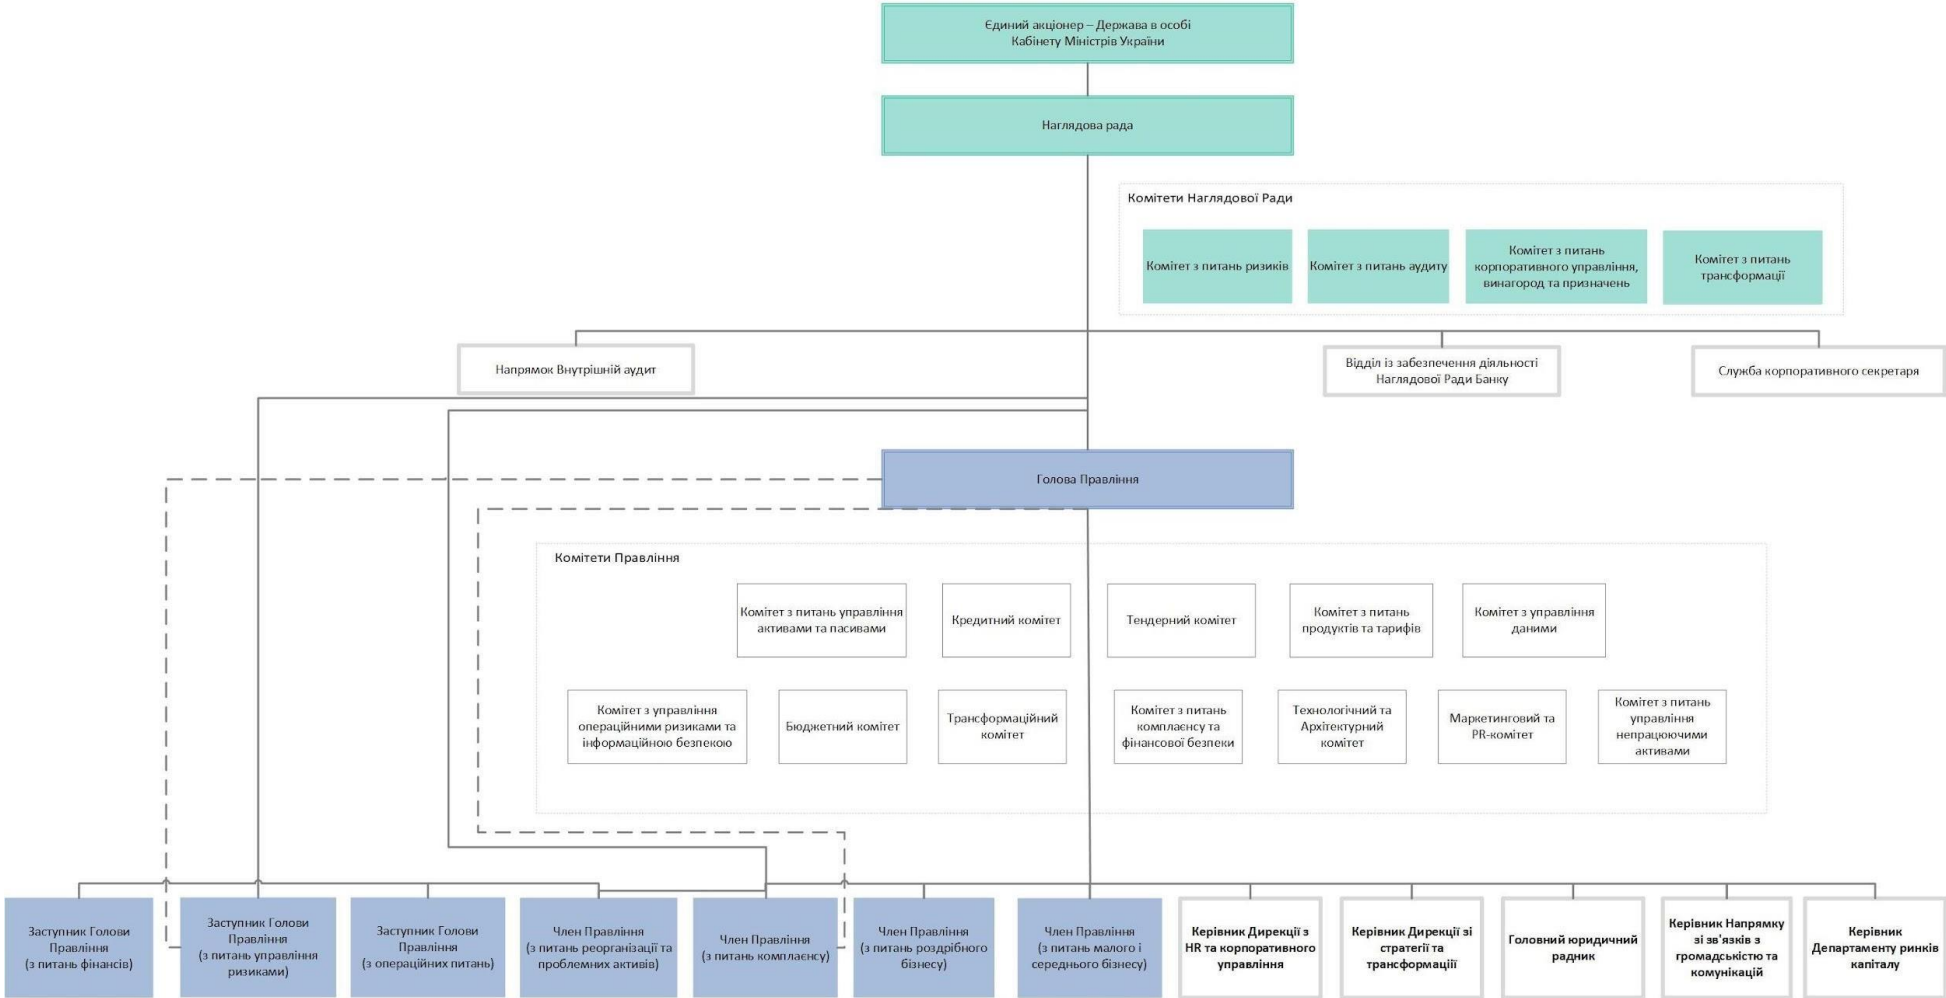 Єдиний акціонер – Держава в особі
Кабінету Міністрів України
Наглядова рада
Комітети Наглядової Ради
Комітет з питань ризиків
Комітет з питань аудиту
Комітет з питань
корпоративного управління,
винагород та призначень
Комітет з питань
трансформації
Напрямок Внутрішній аудит
Відділ із забезпечення діяльності
Наглядової Ради Банку
Служба корпоративного секретаря
Голова Правління
Комітети Правління
Комітет з питань управління
активами та пасивами
Кредитний комітет
Тендерний комітет
Комітет з питань
продуктів та тарифів
Комітет з управління
даними
Комітет з управління
операційними ризиками та
інформаційною безпекою
Бюджетний комітет
Трансформаційний
комітет
Комітет з питань
комплаєнсу та
фінансової безпеки
Технологічний та
Архітектурний
комітет
Маркетинговий та
PR-комітет
Комітет з питань
управління
непрацюючими
активами
Заступник Голови
Правління
(з питань фінансів)
Заступник Голови
Правління
(з питань управління
ризиками)
Заступник Голови
Правління
(з операційних питань)
Член Правління
(з питань реорганізації та
проблемних активів)
Член Правління
(з питань комплаєнсу)
Член Правління
(з питань роздрібного
бізнесу)
Член Правління
(з питань малого і
середнього бізнесу)
Керівник Дирекції з
HR та корпоративного
управління
Керівник Дирекції зі
стратегії та
трансформаціїї
Головний юридичний
радник
Керівник Напрямку
зі зв'язків з
громадськістю та
комунікацій
Керівник
Департаменту ринків
капіталу